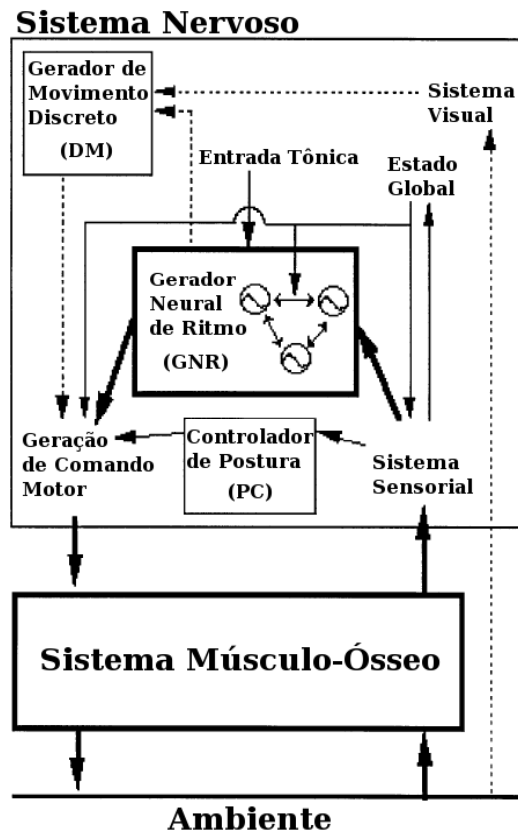 Sistema Nervoso
Gerador de
Movimento
Discreto
(DM)
Sistema
Visual
Entrada Tônica
Estado
Global
Gerador
Neural
de Ritmo
(GNR)
Geração
de Comando
Motor
Controlador
de Postura
(PC)
Sistema
Sensorial
Sistema Músculo-Ósseo
Ambiente